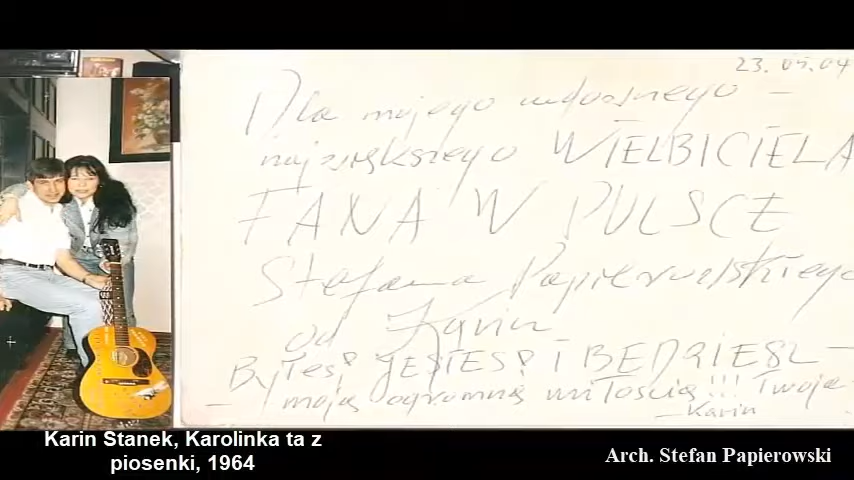 23. 05. 04
Dla mojego
największego WIELBICIELA
FANA W POLSCE
Stefana Papierowskiego
od Karin
Byłeś, JESTEŚ I BĘDZIESZ –
– moją ogromną miłością!!! Twoja
– Karin
Karin Stanek, Karolinka ta z
piosenki, 1964
Arch. Stefan Papierowski